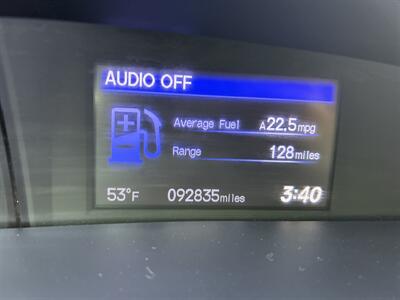 AUDIO OFF
Average Fuel A22.5mpg
Range 128miles
53°F 092835miles 3:40